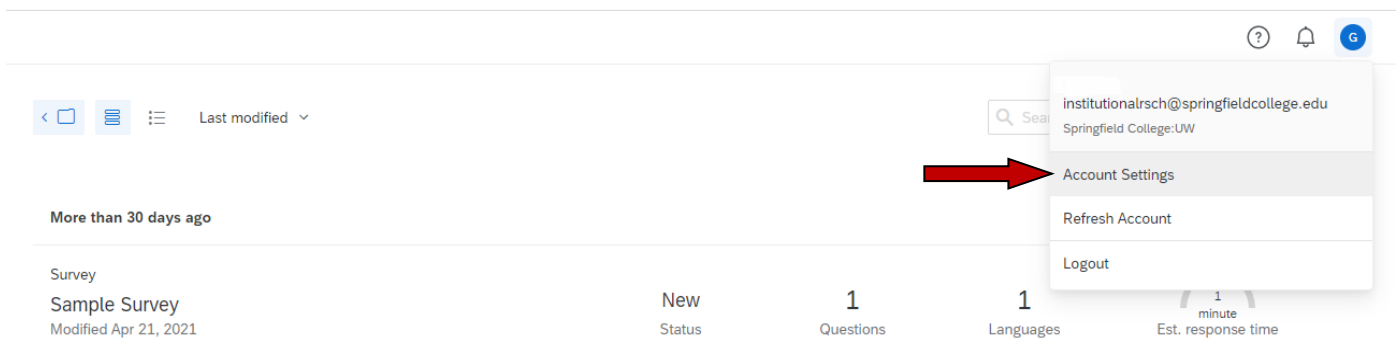 ?
G
institutionalrsch@springfieldcollege.edu
Springfield College:UW
Last modified
Sea
Account Settings
Refresh Account
Logout
More than 30 days ago
Survey
Sample Survey
Modified Apr 21, 2021
New
Status
1
Questions
1
Languages
1
minute
Est. response time